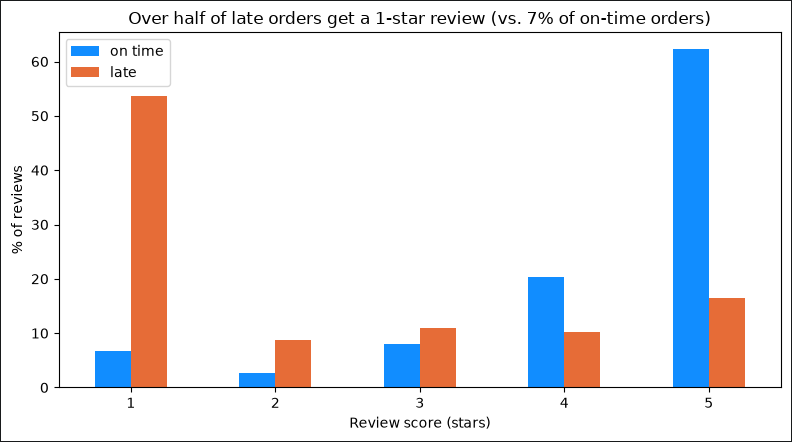 Over half of late orders get a 1-star review (vs. 7% of on-time orders)
on time
late
% of reviews
60
50
40
30
20
10
0
1 2 3 4 5
Review score (stars)